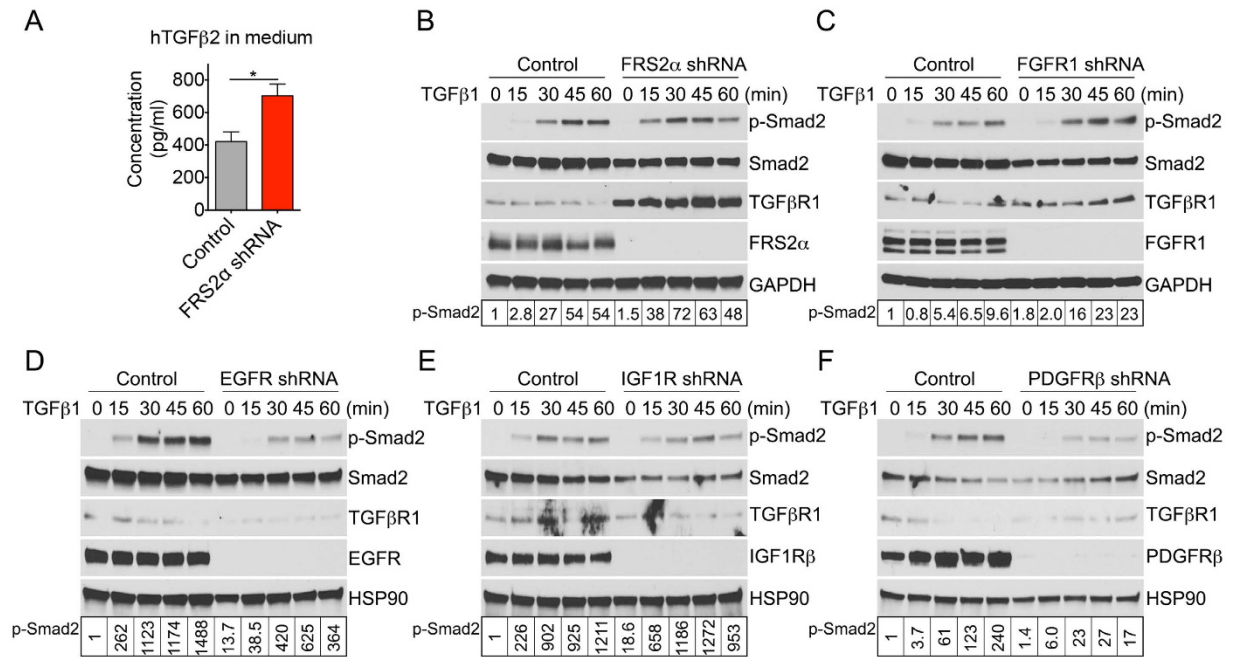 A
hTGFβ2 in medium
*
Concentration
(pg/ml)
800
600
400
200
0
Control
FRS2α shRNA
B
Control FRS2α shRNA
TGFβ1 0 15 30 45 60 0 15 30 45 60 (min)
p-Smad2
Smad2
TGFβR1
FRS2α
GAPDH
p-Smad2 1 2.8 27 54 54 1.5 38 72 63 48
C
Control FGFR1 shRNA
TGFβ1 0 15 30 45 60 0 15 30 45 60 (min)
p-Smad2
Smad2
TGFβR1
FGFR1
GAPDH
p-Smad2 1 0.8 5.4 6.5 9.6 1.8 2.0 16 23 23
D
Control EGFR shRNA
TGFβ1 0 15 30 45 60 0 15 30 45 60 (min)
p-Smad2
Smad2
TGFβR1
EGFR
HSP90
p-Smad2 1 262 1123 1174 1488 13.7 38.5 420 625 364
E
Control IGF1R shRNA
TGFβ1 0 15 30 45 60 0 15 30 45 60 (min)
p-Smad2
Smad2
TGFβR1
IGF1Rβ
HSP90
p-Smad2 1 226 902 925 1211 18.6 658 1186 1272 953
F
Control PDGFRβ shRNA
TGFβ1 0 15 30 45 60 0 15 30 45 60 (min)
p-Smad2
Smad2
TGFβR1
PDGFRβ
HSP90
p-Smad2 1 3.7 61 123 240 1.4 6.0 23 27 17